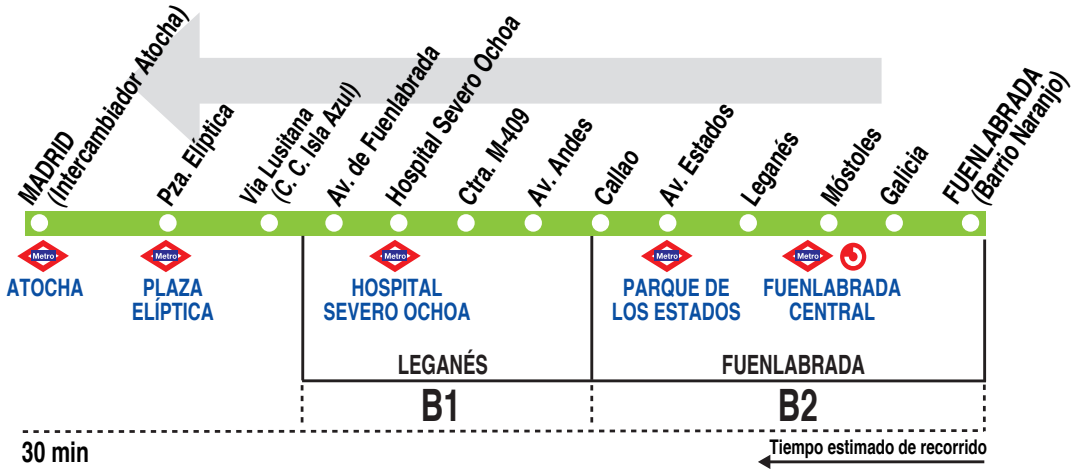 MADRID
(Intercambiador Atocha)
Pza. Elíptica
Via Lusitana
(C. C. Isla Azul)
Av. de Fuenlabrada
Hospital Severo Ochoa
Ctra. M-409
Av. Andes
Callao
Av. Estados
Leganés
Móstoles
Galicia
FUENLABRADA
(Barrio Naranjo)
Metro
Metro
Metro
Metro
Metro
ATOCHA
PLAZA
ELÍPTICA
HOSPITAL
SEVERO OCHOA
PARQUE DE
LOS ESTADOS
FUENLABRADA
CENTRAL
LEGANÉS
FUENLABRADA
B1
B2
30 min
Tiempo estimado de recorrido